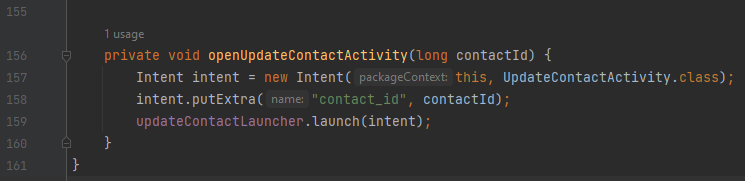 155
1 usage
156 private void openUpdateContactActivity(long contactId) {
157 Intent intent = new Intent( packageContext: this, UpdateContactActivity.class);
158 intent.putExtra( name: "contact_id", contactId);
159 updateContactLauncher.launch(intent);
160 }
161 }